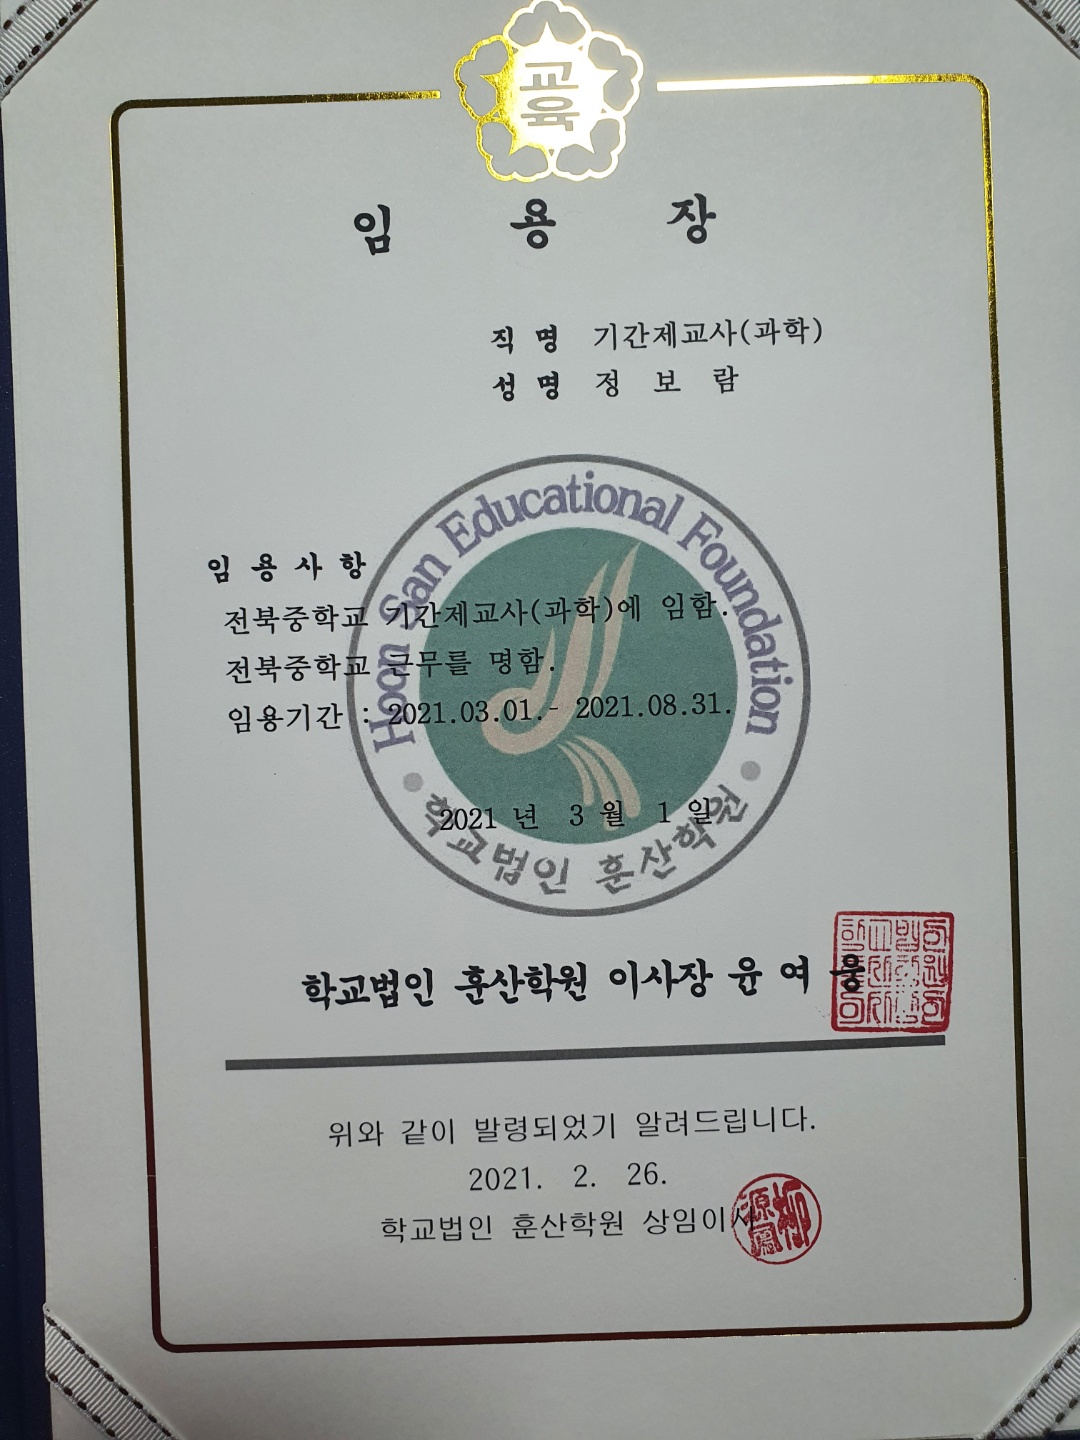 교육
임 용 장
직 명 기간제교사(과학)
성 명 정 보 람
Hoon San Educational Foundation
임 용 사 항
전북중학교 기간제교사(과학)에 임함.
전북중학교 근무를 명함.
임용기간 : 2021.03.01.- 2021.08.31.
2021 년 3 월 1 일
학교법인 훈산학원
학교법인 훈산학원 이사장 윤 여 웅
위와 같이 발령되었기 알려드립니다.
2021. 2. 26.
학교법인 훈산학원 상임이사